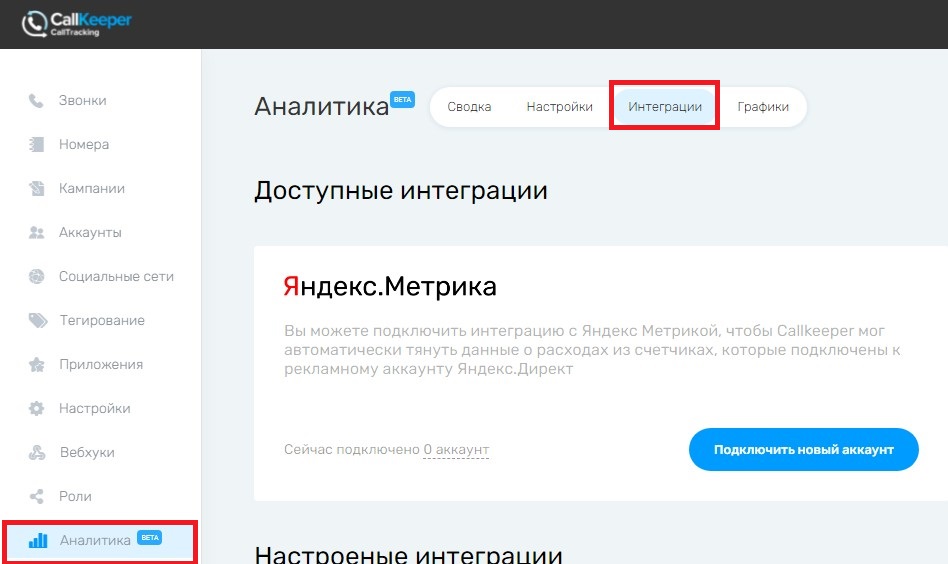 CallKeeper
CallTracking
Звонки
Номера
Кампании
Аккаунты
Социальные сети
Тегирование
Приложения
Настройки
Вебхуки
Роли
Аналитика BETA
Аналитика BETA
Сводка Настройки Интеграции Графики
Доступные интеграции
Яндекс.Метрика
Вы можете подключить интеграцию с Яндекс Метрикой, чтобы Callkeeper мог
автоматически тянуть данные о расходах из счетчиках, которые подключены к
рекламному аккаунту Яндекс.Директ
Сейчас подключено 0 аккаунт
Подключить новый аккаунт
Настроеные интеграции